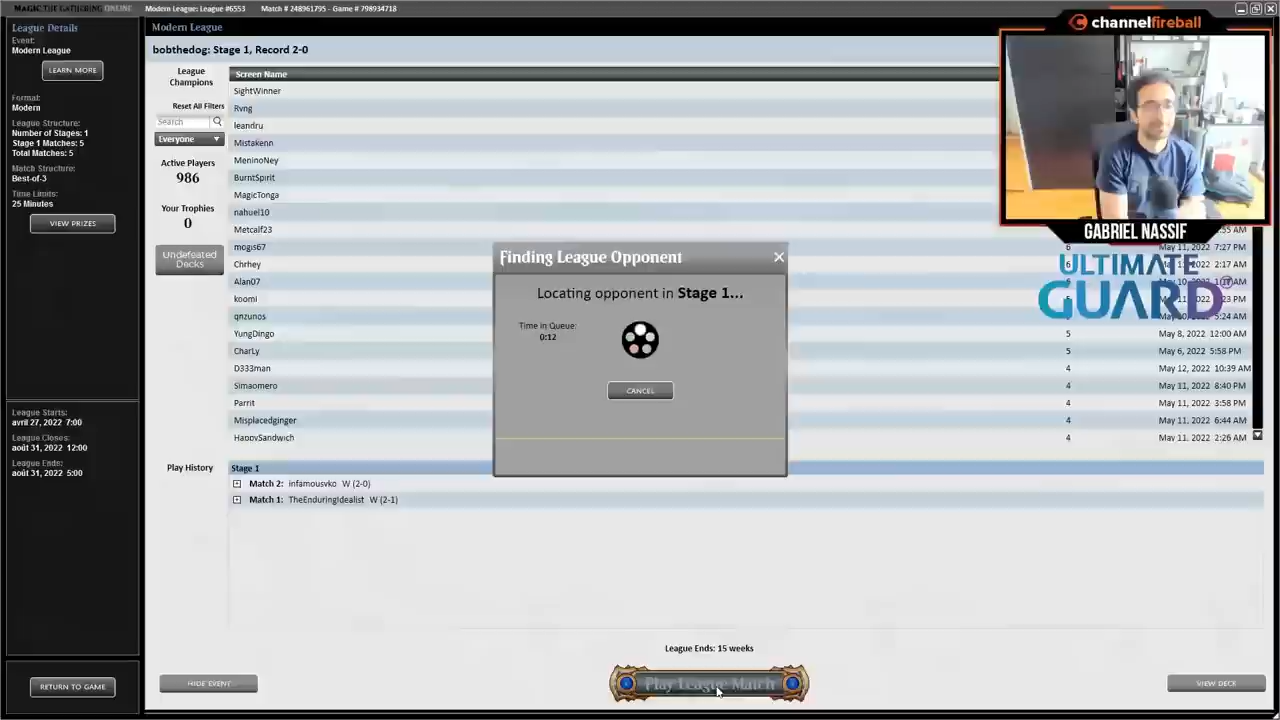 MAGIC THE GATHERING ONLINE
Modern League: League #6553
Match # 248961795 - Game # 798934718
League Details
Event:
Modern League
LEARN MORE
Format:
Modern
League Structure:
Number of Stages: 1
Stage 1 Matches: 5
Total Matches: 5
Match Structure:
Best-of-3
Time Limits:
25 Minutes
VIEW PRIZES
League Starts:
avril 27, 2022 7:00
League Closes:
août 31, 2022 12:00
League Ends:
août 31, 2022 5:00
RETURN TO GAME
Modern League
bobthedog: Stage 1, Record 2-0
League Champions
Reset All Filters
Search
Everyone
Active Players
986
Your Trophies
0
Undefeated Decks
Screen Name
SightWinner
Rvng
leandru
Mistakenn
MeninoNey
BurntSpirit
MagicTonga
nahuel10
Metcalf23
mogis67 6 May 11, 2022 7:27 PM
Chrhey 6 2:17 AM
Alan07
koomi
qnzunos 5:24 AM
YungDingo 5 May 8, 2022 12:00 AM
CharLy 5 May 6, 2022 5:58 PM
D333man 4 May 12, 2022 10:39 AM
Simaomero 4 May 11, 2022 8:40 PM
Parrit 4 May 11, 2022 3:58 PM
Misplacedginger 4 May 11, 2022 6:44 AM
HappySandwich 4 May 11, 2022 2:26 AM
Finding League Opponent
Locating opponent in Stage 1...
Time in Queue:
0:12
CANCEL
Play History
Stage 1
Match 2: infamousvko W (2-0)
Match 1: TheEnduringIdealist W (2-1)
League Ends: 15 weeks
HIDE EVENT
Play League Match
VIEW DECK
channelfireball
GABRIEL NASSIF
ULTIMATE
GUARD